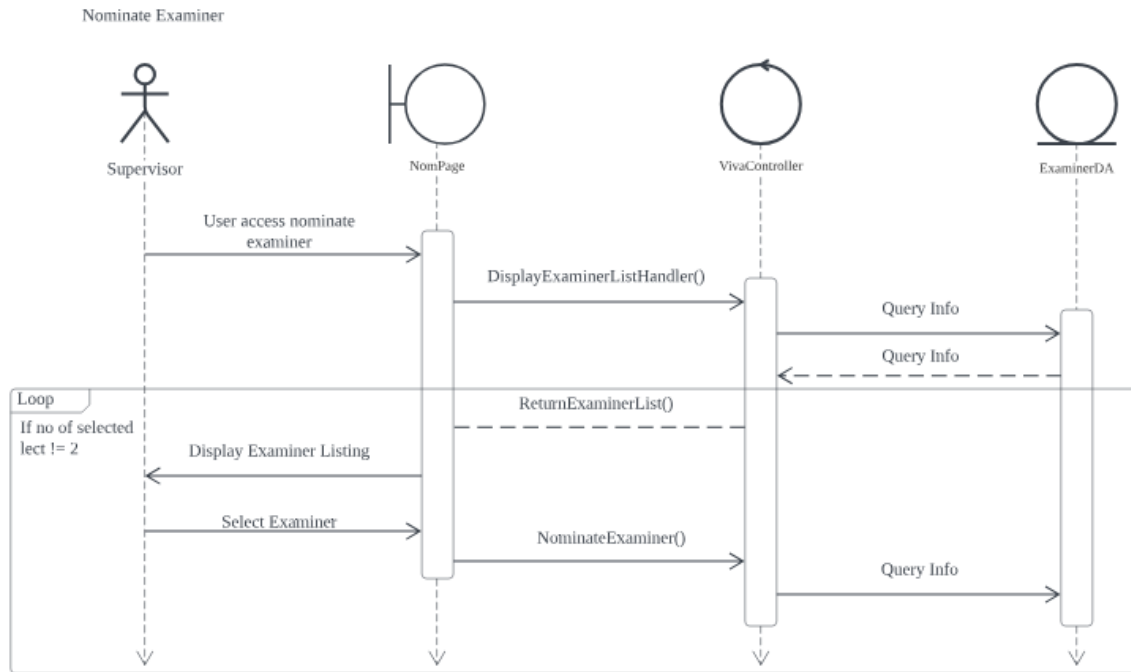 Nominate Examiner
Supervisor
NomPage
VivaController
ExaminerDA
User access nominate
examiner
DisplayExaminerListHandler()
Query Info
Query Info
Loop
If no of selected
lect != 2
ReturnExaminerList()
Display Examiner Listing
Select Examiner
NominateExaminer()
Query Info